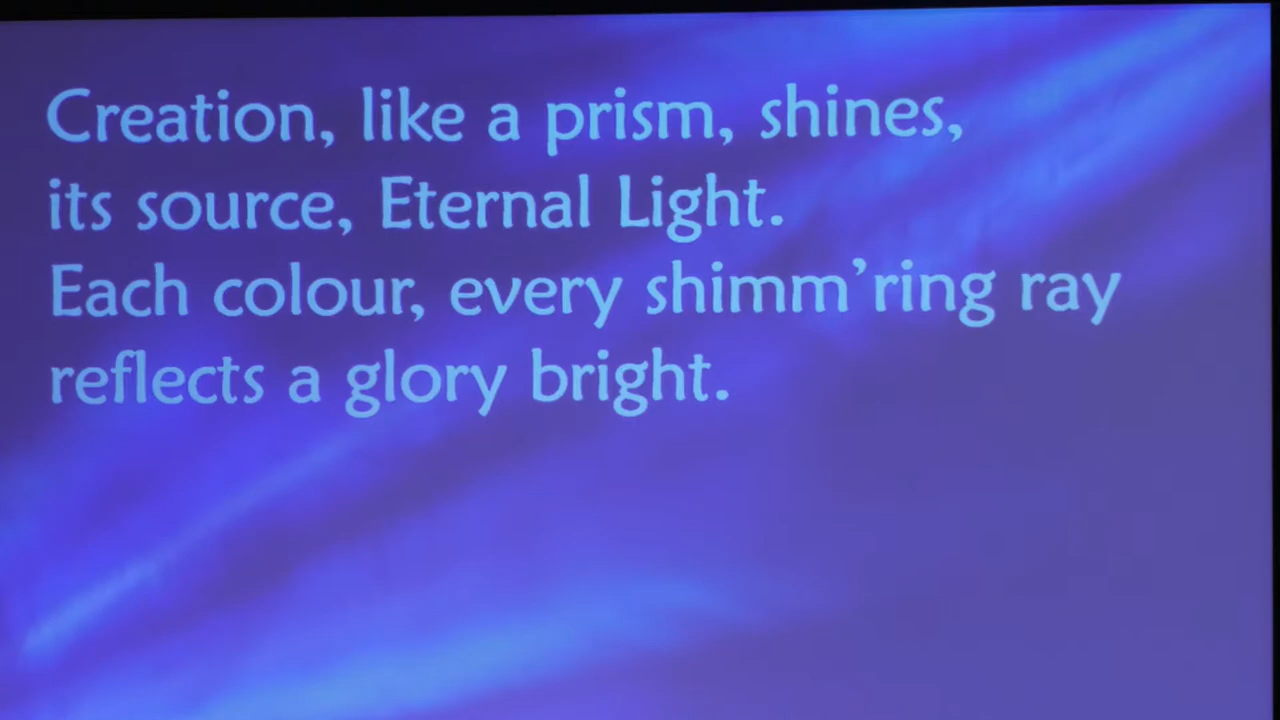 Creation, like a prism, shines,
its source, Eternal Light.
Each colour, every shimm’ring ray
reflects a glory bright.